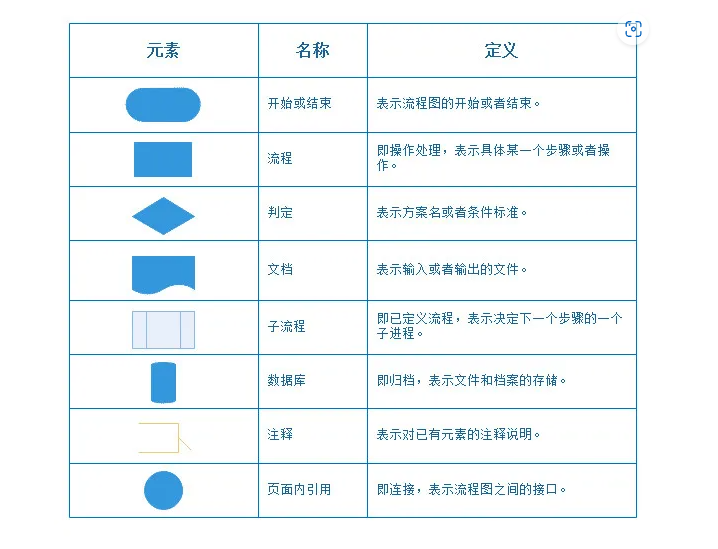 元素 名称 定义
开始或结束 表示流程图的开始或者结束。
流程 即操作处理，表示具体某一个步骤或者操
作。
判定 表示方案名或者条件标准。
文档 表示输入或者输出的文件。
子流程 即已定义流程，表示决定下一个步骤的一个
子进程。
数据库 即归档，表示文件和档案的存储。
注释 表示对已有元素的注释说明。
页面内引用 即连接，表示流程图之间的接口。